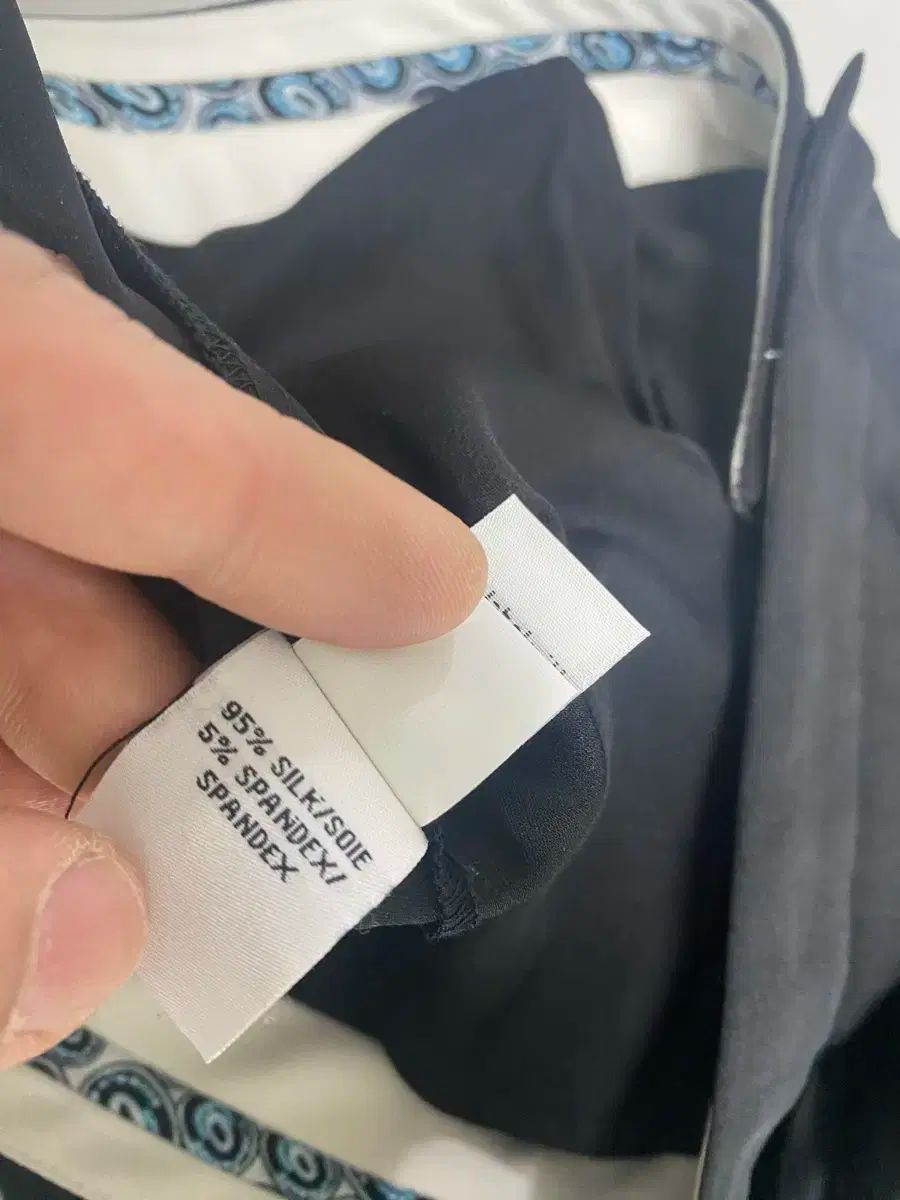 95% SILK/SOIE
5% SPANDEX/
SPANDEX